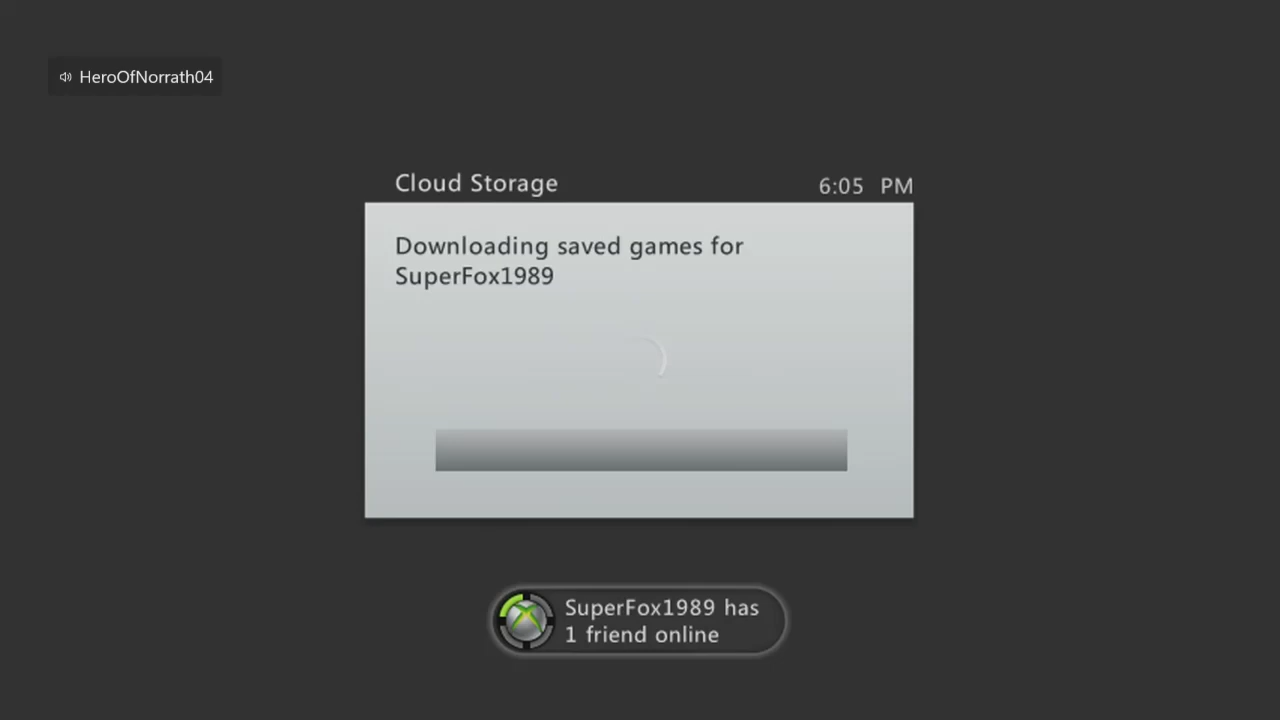 HeroOfNorrath04
Cloud Storage
6:05 PM
Downloading saved games for
SuperFox1989
SuperFox1989 has
1 friend online